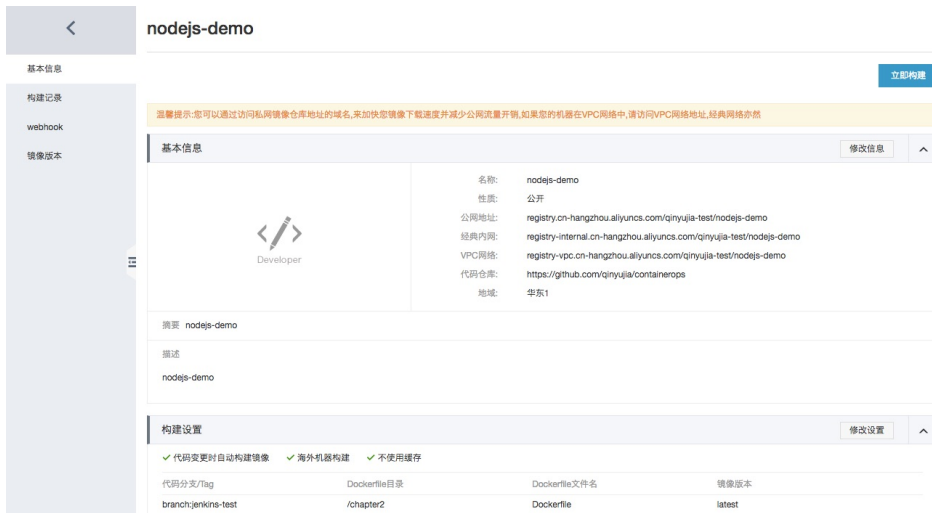 nodejs-demo
基本信息
构建记录
webhook
镜像版本
立即构建
温馨提示:您可以通过访问私网镜像仓库地址的域名,来加快您镜像下载速度并减少公网流量开销,如果您的机器在VPC网络中,请访问VPC网络地址,经典网络亦然
基本信息 修改信息
Developer
名称: nodejs-demo
性质: 公开
公网地址: registry.cn-hangzhou.aliyuncs.com/qinyujia-test/nodejs-demo
经典内网: registry-internal.cn-hangzhou.aliyuncs.com/qinyujia-test/nodejs-demo
VPC网络: registry-vpc.cn-hangzhou.aliyuncs.com/qinyujia-test/nodejs-demo
代码仓库: https://github.com/qinyujia/containerops
地域: 华东1
摘要 nodejs-demo
描述
nodejs-demo
构建设置 修改设置
代码变更时自动构建镜像 海外机器构建 不使用缓存
代码分支/Tag Dockerfile目录 Dockerfile文件名 镜像版本
branch:jenkins-test /chapter2 Dockerfile latest